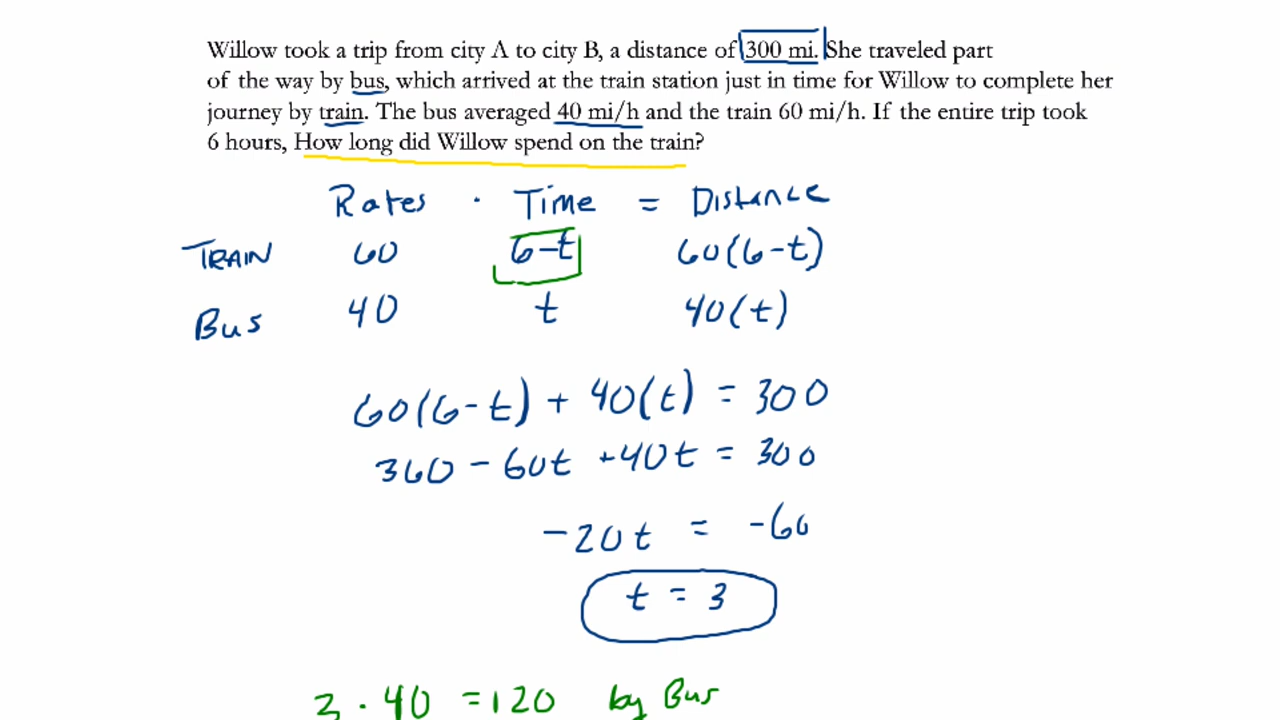 Willow took a trip from city A to city B, a distance of 300 mi. She traveled part
of the way by bus, which arrived at the train station just in time for Willow to complete her
journey by train. The bus averaged 40 mi/h and the train 60 mi/h. If the entire trip took
6 hours, How long did Willow spend on the train?
Rates · Time = Distance
TRAIN 60 6-t 60(6-t)
Bus 40 t 40(t)
60(6-t) + 40(t) = 300
360 - 60t +40t = 300
-20t = -60
t = 3
3 · 40 = 120 by Bus